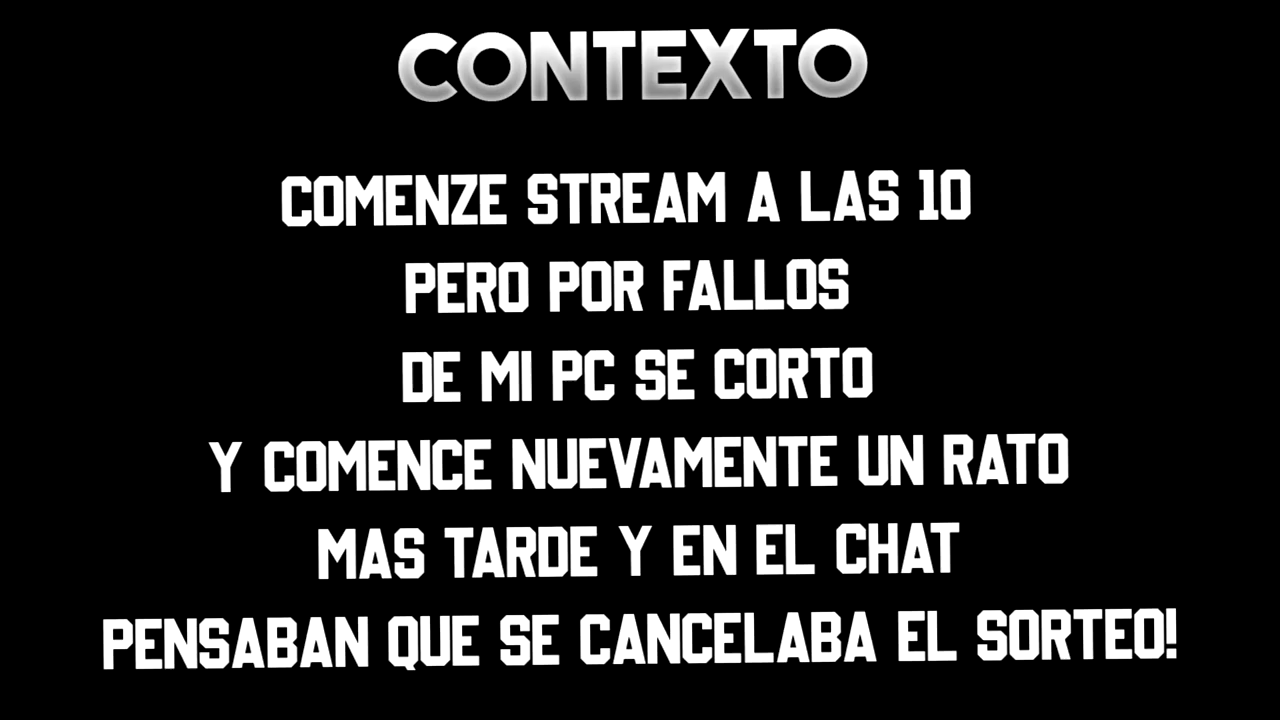 CONTEXTO
COMENZE STREAM A LAS 10
PERO POR FALLOS
DE MI PC SE CORTO
Y COMENCE NUEVAMENTE UN RATO
MAS TARDE Y EN EL CHAT
PENSABAN QUE SE CANCELABA EL SORTEO!